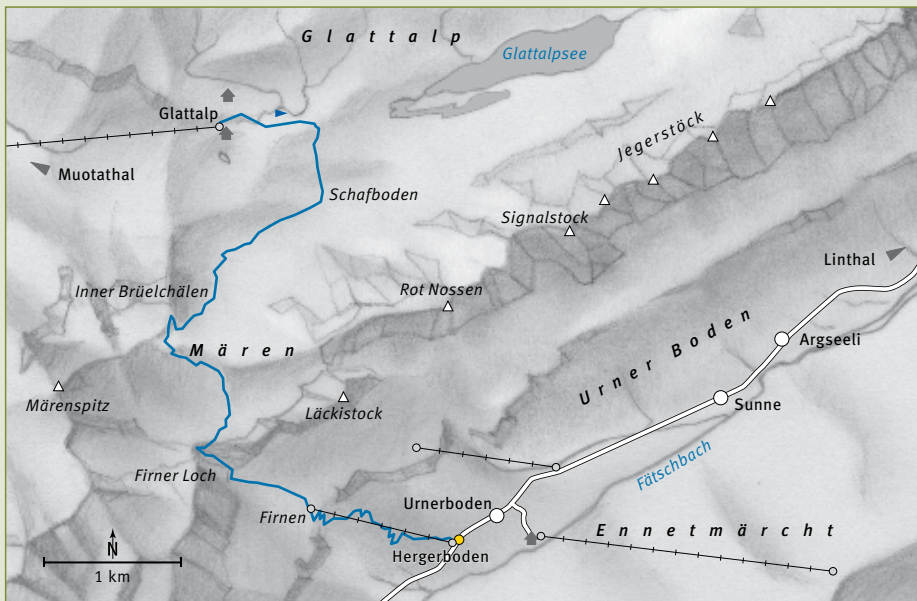 Glattalp
Glattalpsee
Glattalp
Jegerstöck
Muotathal
Schafboden
Signalstock
Linthal
Inner Brüelchälen
Rot Nossen
Mären
Urner Boden
Argseeli
Märenspitz
Läckistock
Sunne
Firner Loch
Fätschbach
Urnerboden
Firnen
Ennetmärcht
N
Hergerboden
1 km